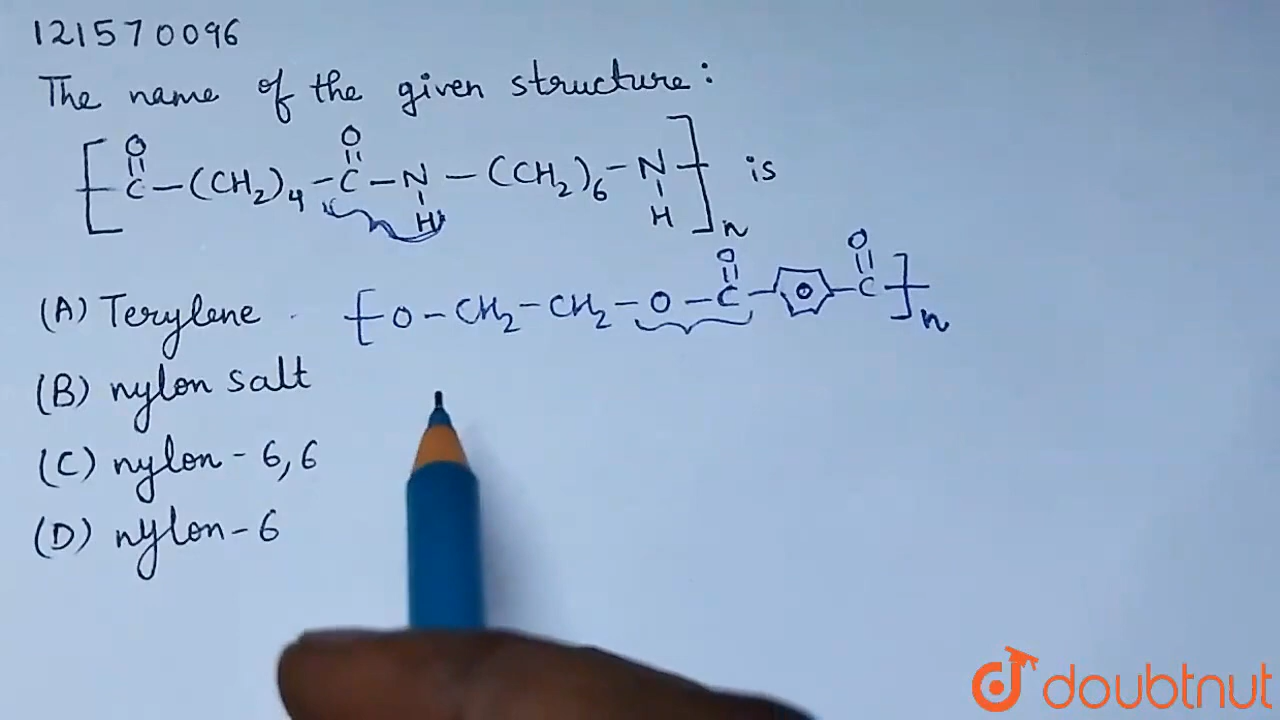 121570096
The name of the given structure:
[-C(=O)-(CH2)4-C(=O)-N(H)-(CH2)6-N(H)-]n is
(A) Terylene [-O-CH2-CH2-O-C(=O)-⌬-C(=O)-]n
(B) nylon salt
(C) nylon-6,6
(D) nylon-6
doubtnut